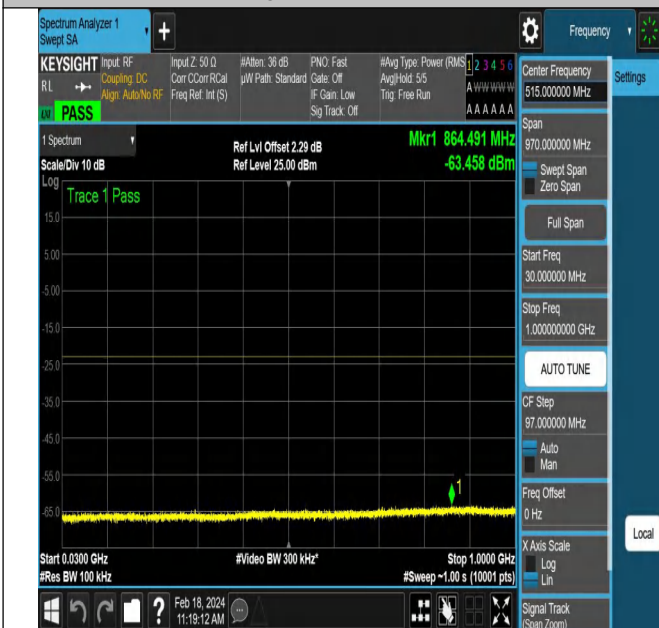 Spectrum Analyzer 1
Swept SA
Frequency
KEYSIGHT
RL
LNI PASS
Input: RF
Coupling: DC
Align: Auto/No RF
Input Z: 50 Ω
Corr CCorr RCal
Freq Ref: Int (S)
#Atten: 36 dB
µW Path: Standard
PNO: Fast
Gate: Off
IF Gain: Low
Sig Track: Off
#Avg Type: Power (RMS
Avg|Hold: 5/5
Trig: Free Run
1 2 3 4 5 6
A W W W W W
A A A A A A
1 Spectrum
Scale/Div 10 dB
Ref Lvl Offset 2.29 dB
Ref Level 25.00 dBm
Mkr1 864.491 MHz
-63.458 dBm
Log
Trace 1 Pass
15.0
5.00
-5.00
-15.0
-25.0
-35.0
-45.0
-55.0
-65.0
1
Start 0.0300 GHz
#Res BW 100 kHz
#Video BW 300 kHz*
Stop 1.0000 GHz
#Sweep ~1.00 s (10001 pts)
Feb 18, 2024
11:19:12 AM
Center Frequency
515.000000 MHz
Span
970.000000 MHz
Swept Span
Zero Span
Full Span
Start Freq
30.000000 MHz
Stop Freq
1.000000000 GHz
AUTO TUNE
CF Step
97.000000 MHz
Auto
Man
Freq Offset
0 Hz
X Axis Scale
Log
Lin
Signal Track
(Span Zoom)
Settings
Local